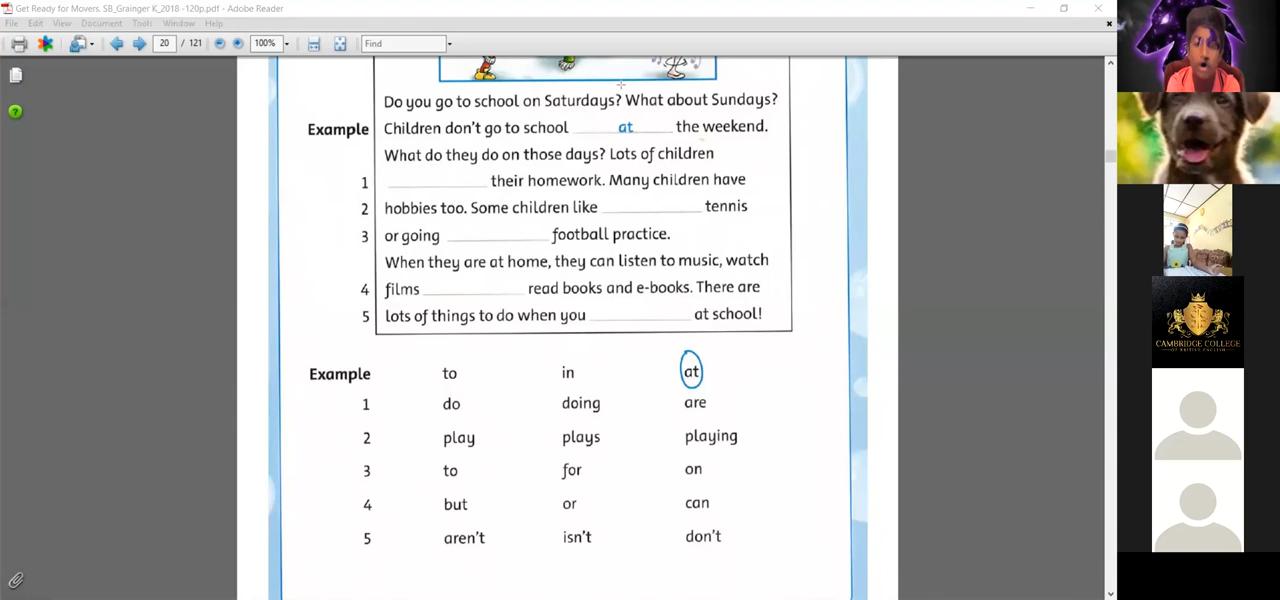 Get Ready for Movers. SB_Grainger K_2018 -120p.pdf - Adobe Reader
File Edit View Document Tools Window Help
20 / 121 100% Find
Do you go to school on Saturdays? What about Sundays?
Example Children don't go to school at the weekend.
What do they do on those days? Lots of children
1 their homework. Many children have
2 hobbies too. Some children like tennis
3 or going football practice.
When they are at home, they can listen to music, watch
4 films read books and e-books. There are
5 lots of things to do when you at school!
Example to in at
1 do doing are
2 play plays playing
3 to for on
4 but or can
5 aren't isn't don't
CAMBRIDGE COLLEGE
OF BRITISH ENGLISH